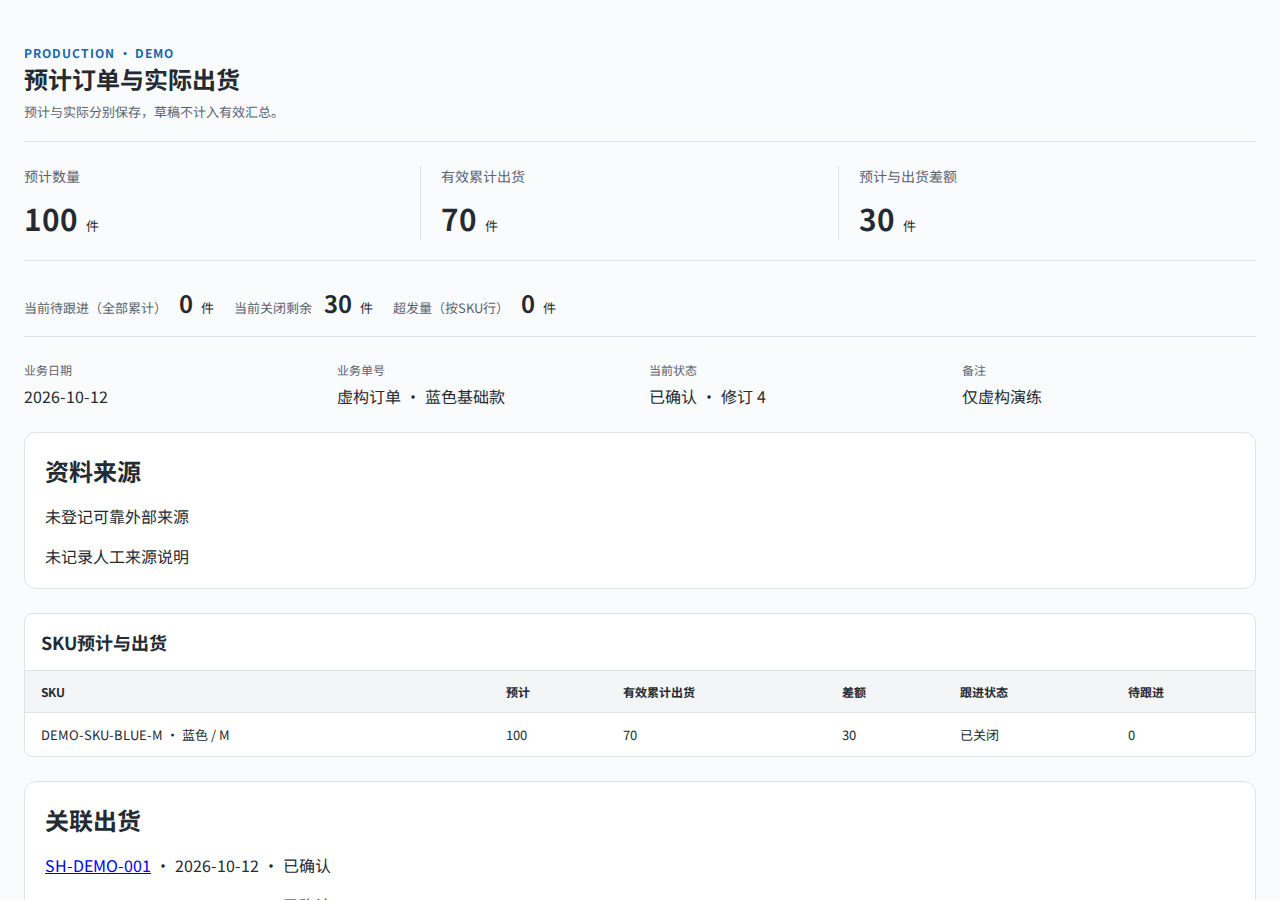 PRODUCTION · DEMO
预计订单与实际出货
预计与实际分别保存，草稿不计入有效汇总。
预计数量
有效累计出货
预计与出货差额
100 件
70 件
30 件
当前待跟进（全部累计） 0 件 当前关闭剩余 30 件 超发量（按SKU行） 0 件
业务日期
业务单号
当前状态
备注
2026-10-12
虚构订单 · 蓝色基础款
已确认 · 修订 4
仅虚构演练
资料来源
未登记可靠外部来源
未记录人工来源说明
SKU预计与出货
SKU 预计 有效累计出货 差额 跟进状态 待跟进
DEMO-SKU-BLUE-M · 蓝色 / M 100 70 30 已关闭 0
关联出货
SH-DEMO-001 · 2026-10-12 · 已确认